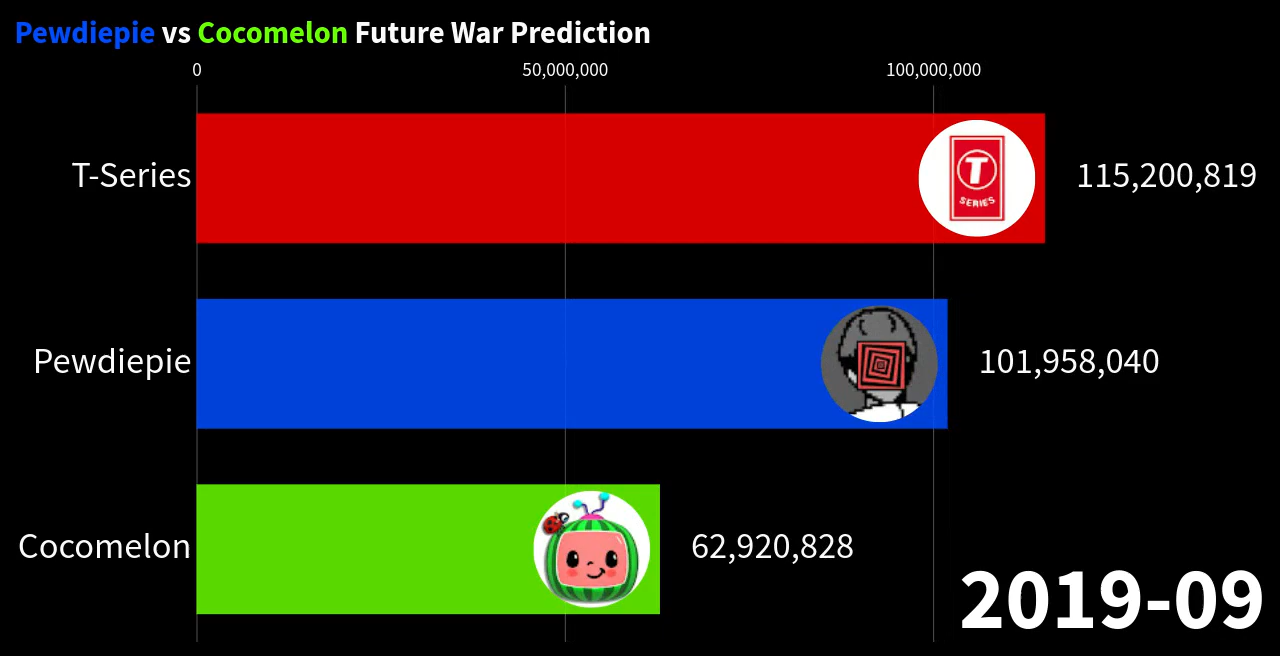 Pewdiepie vs Cocomelon Future War Prediction
0 50,000,000 100,000,000
T-Series T SERIES 115,200,819
Pewdiepie 101,958,040
Cocomelon 62,920,828
2019-09